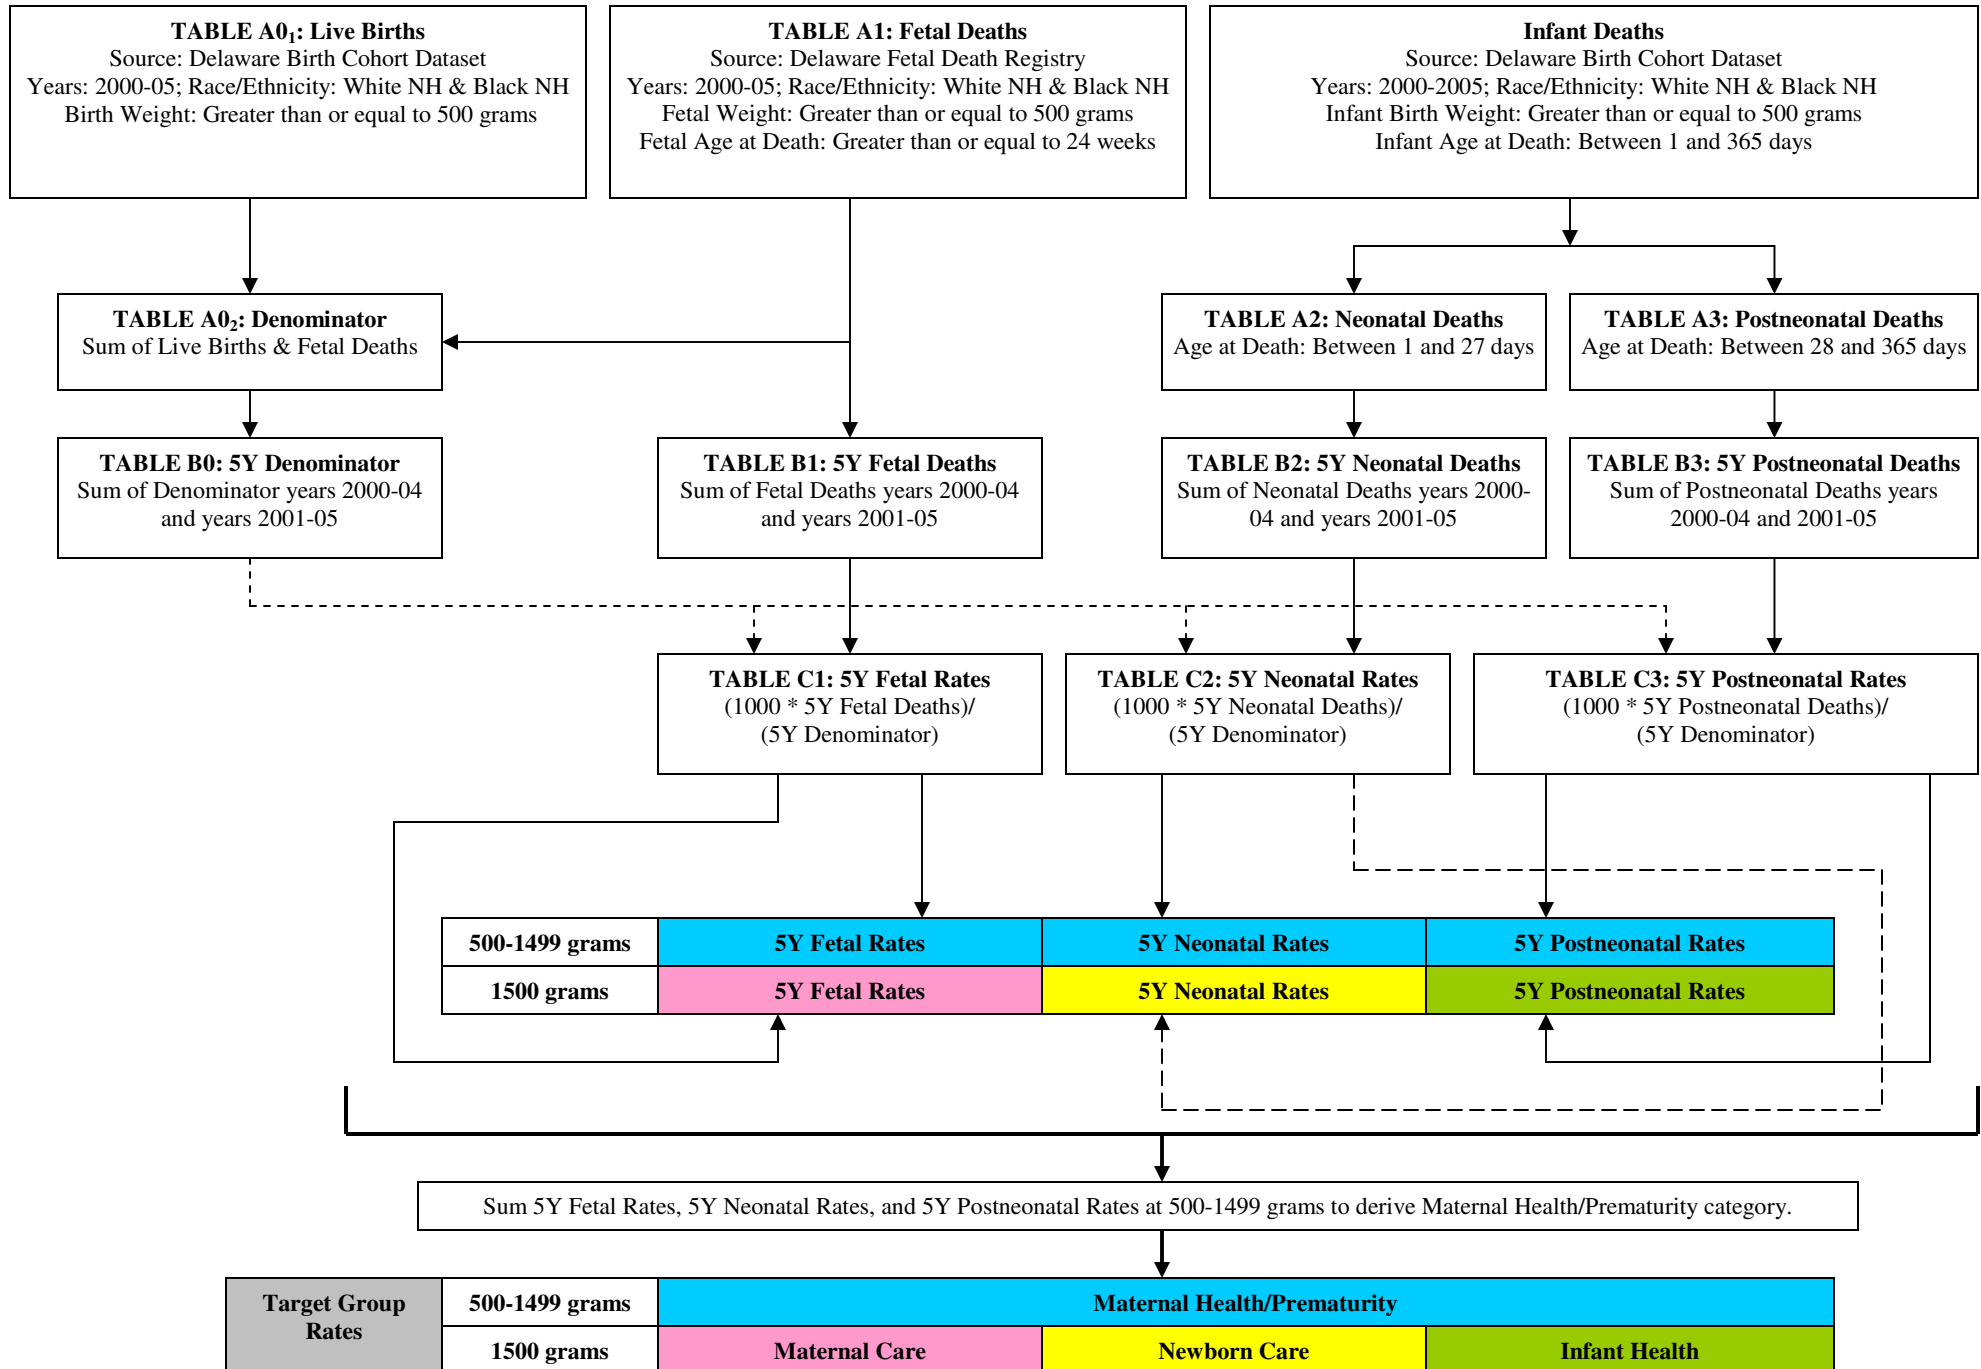 TABLE A0₁: Live Births
Source: Delaware Birth Cohort Dataset
Years: 2000-05; Race/Ethnicity: White NH & Black NH
Birth Weight: Greater than or equal to 500 grams
TABLE A1: Fetal Deaths
Source: Delaware Fetal Death Registry
Years: 2000-05; Race/Ethnicity: White NH & Black NH
Fetal Weight: Greater than or equal to 500 grams
Fetal Age at Death: Greater than or equal to 24 weeks
Infant Deaths
Source: Delaware Birth Cohort Dataset
Years: 2000-2005; Race/Ethnicity: White NH & Black NH
Infant Birth Weight: Greater than or equal to 500 grams
Infant Age at Death: Between 1 and 365 days
TABLE A0₂: Denominator
Sum of Live Births & Fetal Deaths
TABLE A2: Neonatal Deaths
Age at Death: Between 1 and 27 days
TABLE A3: Postneonatal Deaths
Age at Death: Between 28 and 365 days
TABLE B0: 5Y Denominator
Sum of Denominator years 2000-04
and years 2001-05
TABLE B1: 5Y Fetal Deaths
Sum of Fetal Deaths years 2000-04
and years 2001-05
TABLE B2: 5Y Neonatal Deaths
Sum of Neonatal Deaths years 2000-
04 and years 2001-05
TABLE B3: 5Y Postneonatal Deaths
Sum of Postneonatal Deaths years
2000-04 and 2001-05
TABLE C1: 5Y Fetal Rates
(1000 * 5Y Fetal Deaths)/
(5Y Denominator)
TABLE C2: 5Y Neonatal Rates
(1000 * 5Y Neonatal Deaths)/
(5Y Denominator)
TABLE C3: 5Y Postneonatal Rates
(1000 * 5Y Postneonatal Deaths)/
(5Y Denominator)
500-1499 grams 5Y Fetal Rates 5Y Neonatal Rates 5Y Postneonatal Rates
1500 grams 5Y Fetal Rates 5Y Neonatal Rates 5Y Postneonatal Rates
Sum 5Y Fetal Rates, 5Y Neonatal Rates, and 5Y Postneonatal Rates at 500-1499 grams to derive Maternal Health/Prematurity category.
Target Group
Rates
500-1499 grams Maternal Health/Prematurity
1500 grams Maternal Care Newborn Care Infant Health